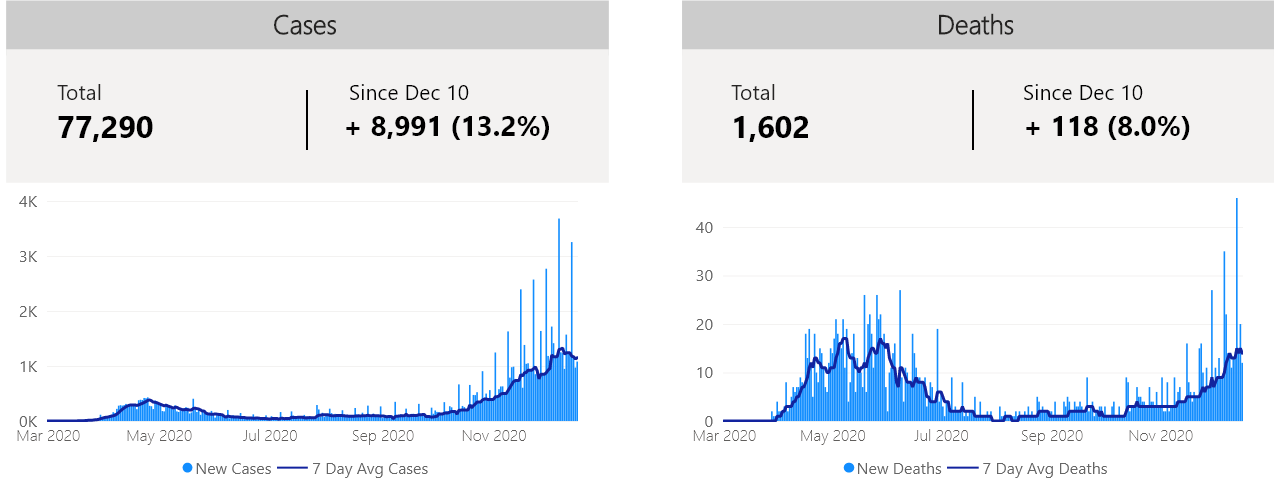 Cases
Total
77,290
Since Dec 10
+ 8,991 (13.2%)
4K
3K
2K
1K
0K
Mar 2020 May 2020 Jul 2020 Sep 2020 Nov 2020
New Cases 7 Day Avg Cases
Deaths
Total
1,602
Since Dec 10
+ 118 (8.0%)
40
30
20
10
0
Mar 2020 May 2020 Jul 2020 Sep 2020 Nov 2020
New Deaths 7 Day Avg Deaths